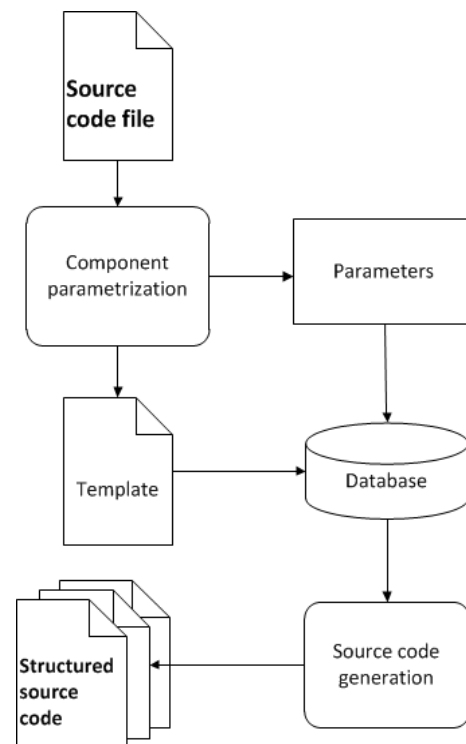 Source
code file
Component
parametrization
Parameters
Template
Database
Source code
generation
Structured
source
code